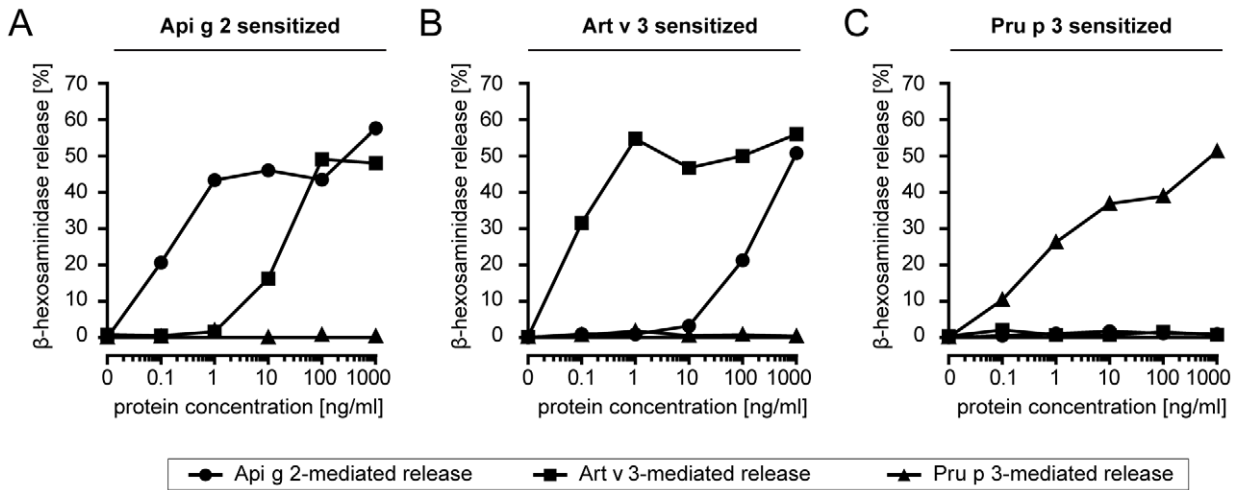 A
Api g 2 sensitized
β-hexosaminidase release [%]
70
60
50
40
30
20
10
0
0 0.1 1 10 100 1000
protein concentration [ng/ml]
B
Art v 3 sensitized
β-hexosaminidase release [%]
70
60
50
40
30
20
10
0
0 0.1 1 10 100 1000
protein concentration [ng/ml]
C
Pru p 3 sensitized
β-hexosaminidase release [%]
70
60
50
40
30
20
10
0
0 0.1 1 10 100 1000
protein concentration [ng/ml]
Api g 2-mediated release Art v 3-mediated release Pru p 3-mediated release